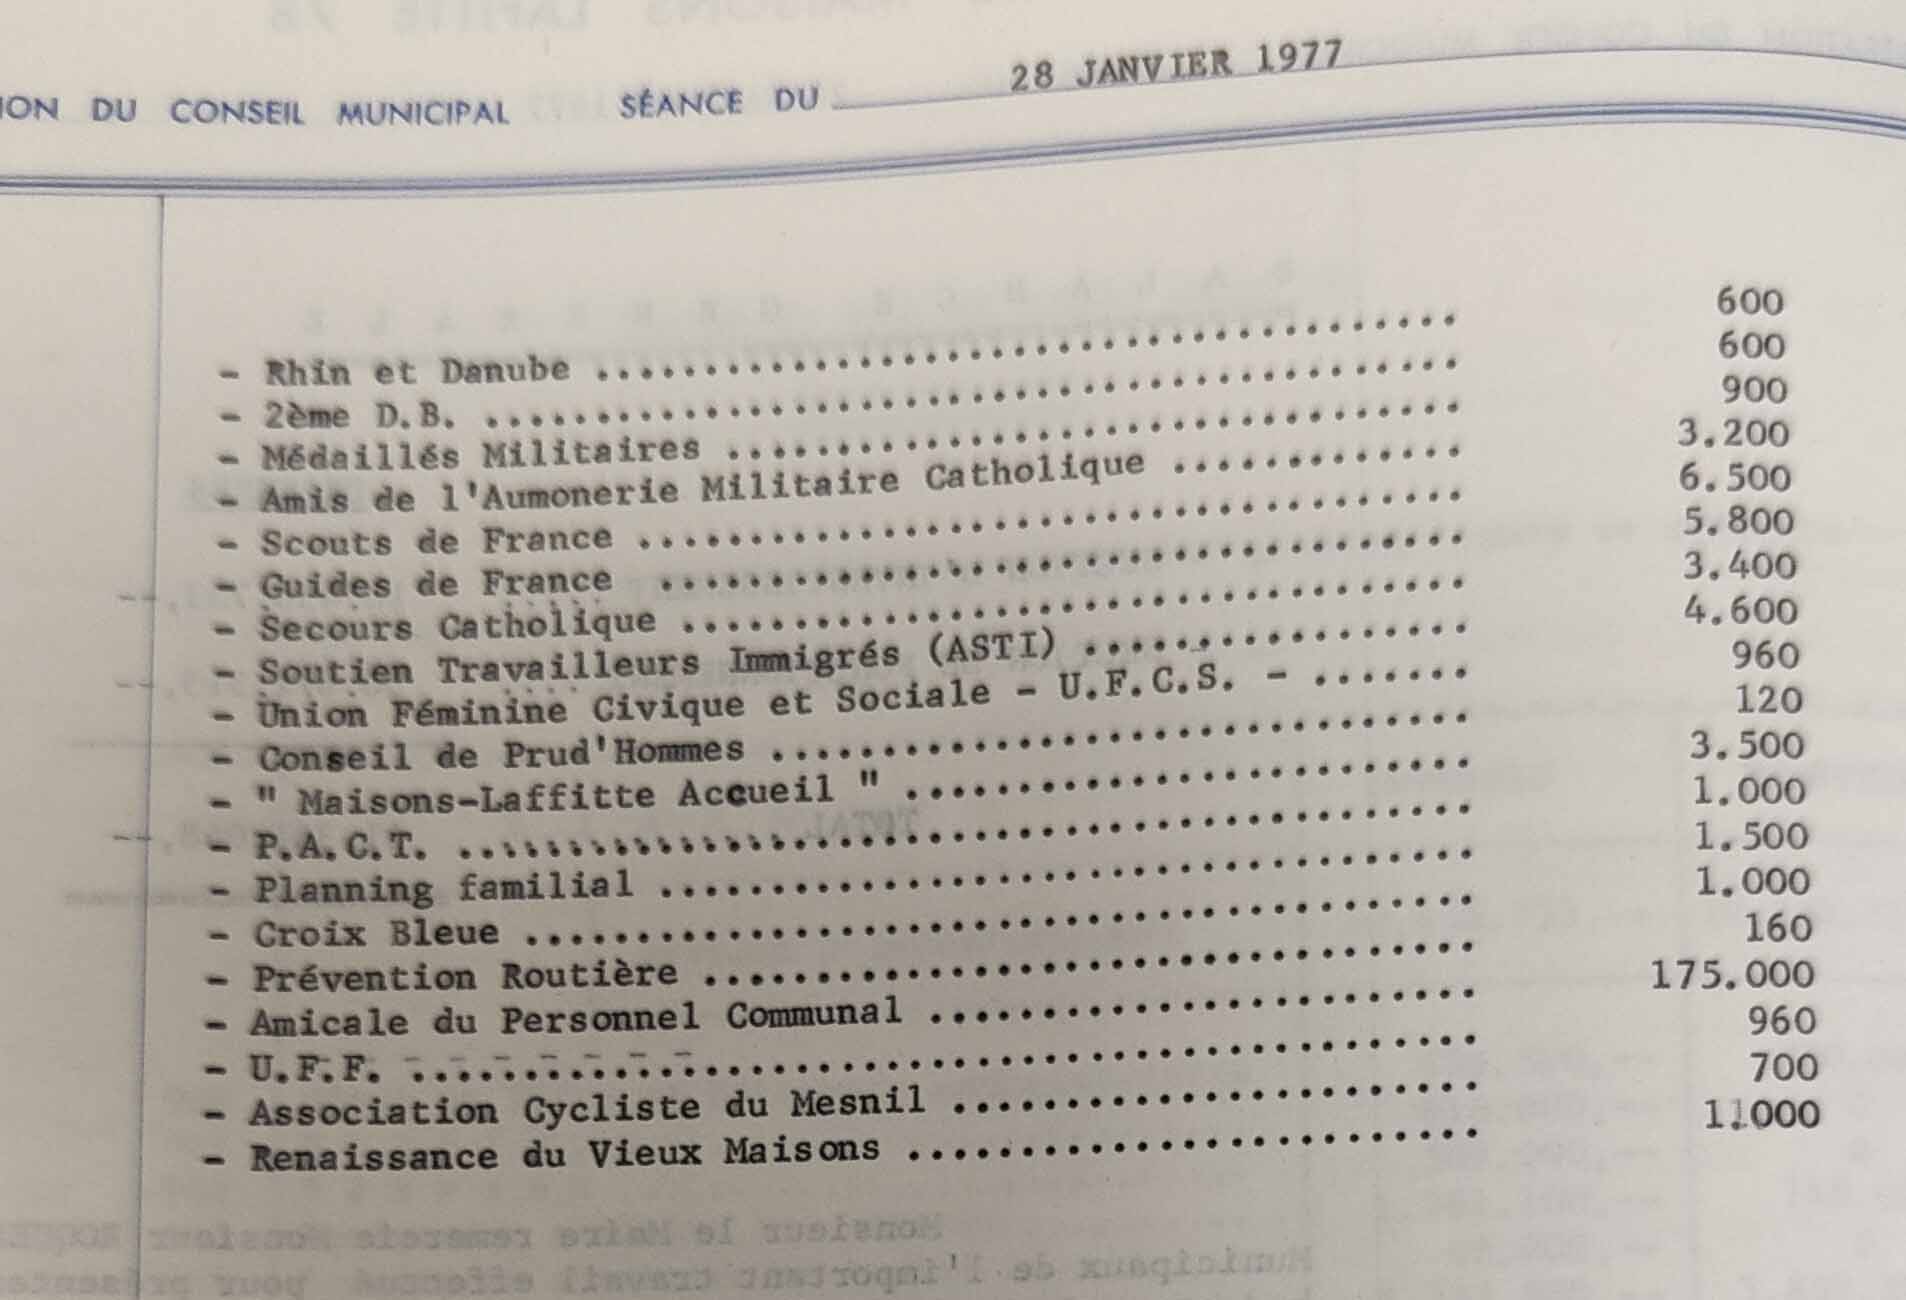 ION DU CONSEIL MUNICIPAL SÉANCE DU 28 JANVIER 1977
- Rhin et Danube ........................................ 600
- 2ème D.B. ............................................. 600
- Médaillés Militaires .................................. 900
- Amis de l'Aumonerie Militaire Catholique ............. 3.200
- Scouts de France ...................................... 6.500
- Guides de France ..................................... 5.800
- Secours Catholique .................................... 3.400
- Soutien Travailleurs Immigrés (ASTI) .................. 4.600
- Union Féminine Civique et Sociale - U.F.C.S. - ....... 960
- Conseil de Prud'Hommes ................................ 120
- " Maisons-Laffitte Accueil " .......................... 3.500
- P.A.C.T. .............................................. 1.000
- Planning familial ..................................... 1.500
- Croix Bleue ........................................... 1.000
- Prévention Routière ................................... 160
- Amicale du Personnel Communal ......................... 175.000
- U.F.F. ................................................ 960
- Association Cycliste du Mesnil ........................ 700
- Renaissance du Vieux Maisons .......................... 1.000